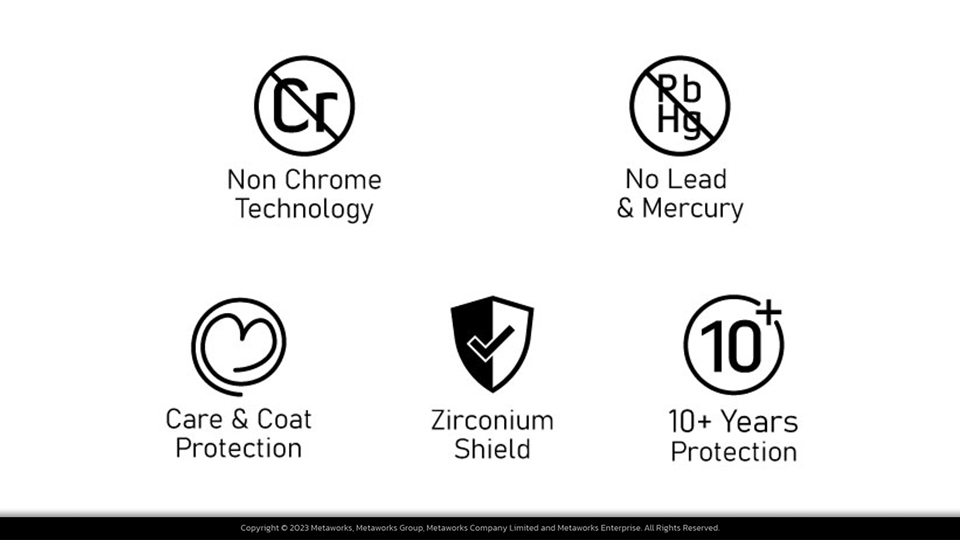 Cr
Pb
Hg
Non Chrome
Technology
No Lead
& Mercury
10+
Care & Coat
Protection
Zirconium
Shield
10+ Years
Protection
Copyright © 2023 Metaworks, Metaworks Group, Metaworks Company Limited and Metaworks Enterprise. All Rights Reserved.